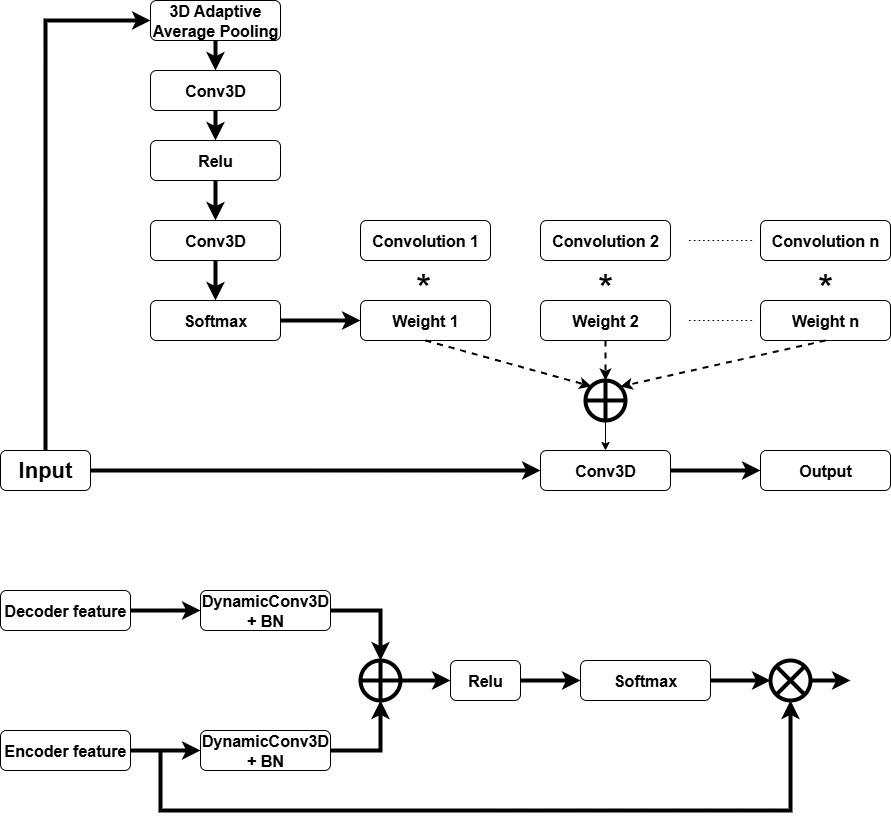 3D Adaptive
Average Pooling
Conv3D
Relu
Conv3D
Convolution 1
Convolution 2
Convolution n
* * *
Softmax
Weight 1
Weight 2
Weight n
Input
Conv3D
Output
Decoder feature
DynamicConv3D
+ BN
Relu
Softmax
Encoder feature
DynamicConv3D
+ BN